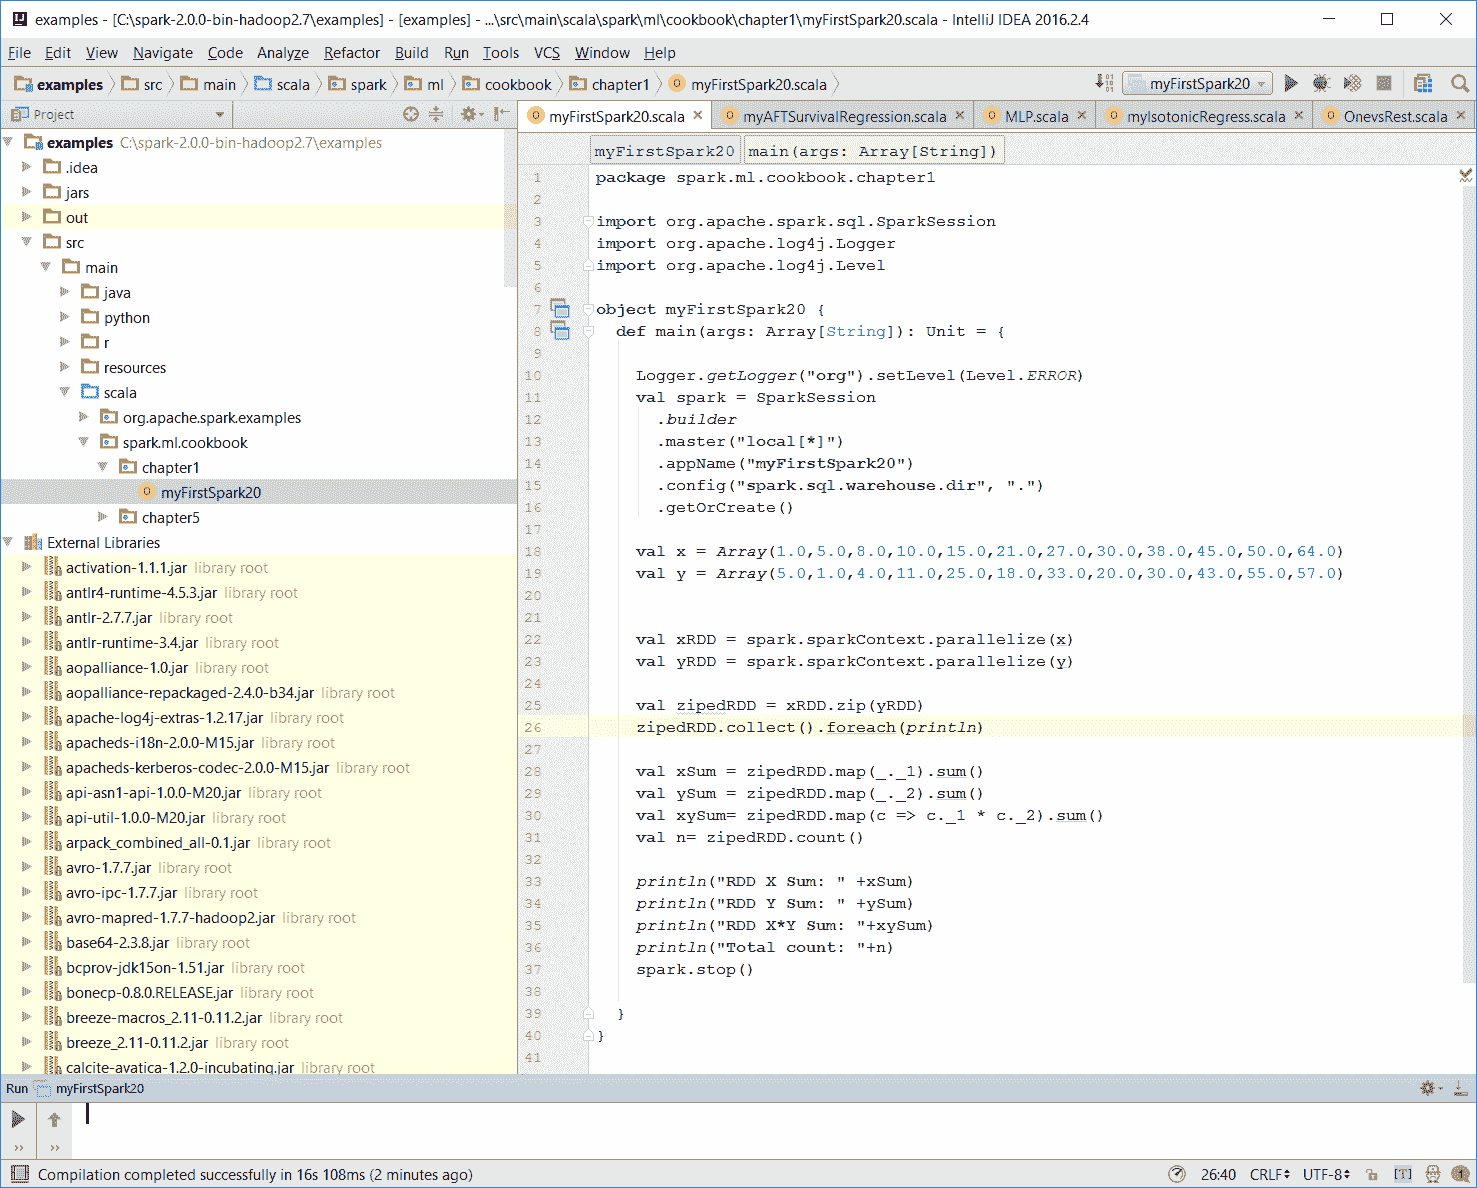 examples - [C:\spark-2.0.0-bin-hadoop2.7\examples] - [examples] - ...\src\main\scala\spark\ml\cookbook\chapter1\myFirstSpark20.scala - IntelliJ IDEA 2016.2.4
File Edit View Navigate Code Analyze Refactor Build Run Tools VCS Window Help
examples src main scala spark ml cookbook chapter1 myFirstSpark20.scala myFirstSpark20
Project
myFirstSpark20.scala myAFTSurvivalRegression.scala MLP.scala myIsotonicRegress.scala OnevsRest.scala
examples C:\spark-2.0.0-bin-hadoop2.7\examples
.idea
jars
out
src
main
java
python
r
resources
scala
org.apache.spark.examples
spark.ml.cookbook
chapter1
myFirstSpark20
chapter5
External Libraries
activation-1.1.1.jar library root
antlr4-runtime-4.5.3.jar library root
antlr-2.7.7.jar library root
antlr-runtime-3.4.jar library root
aopalliance-1.0.jar library root
aopalliance-repackaged-2.4.0-b34.jar library root
apache-log4j-extras-1.2.17.jar library root
apacheds-i18n-2.0.0-M15.jar library root
apacheds-kerberos-codec-2.0.0-M15.jar library root
api-asn1-api-1.0.0-M20.jar library root
api-util-1.0.0-M20.jar library root
arpack_combined_all-0.1.jar library root
avro-1.7.7.jar library root
avro-ipc-1.7.7.jar library root
avro-mapred-1.7.7-hadoop2.jar library root
base64-2.3.8.jar library root
bcprov-jdk15on-1.51.jar library root
bonecp-0.8.0.RELEASE.jar library root
breeze-macros_2.11-0.11.2.jar library root
breeze_2.11-0.11.2.jar library root
calcite-avatica-1.2.0-incubating.jar library root
myFirstSpark20 main(args: Array[String])
1 package spark.ml.cookbook.chapter1
2
3 import org.apache.spark.sql.SparkSession
4 import org.apache.log4j.Logger
5 import org.apache.log4j.Level
6
7 object myFirstSpark20 {
8 def main(args: Array[String]): Unit = {
9
10 Logger.getLogger("org").setLevel(Level.ERROR)
11 val spark = SparkSession
12 .builder
13 .master("local[*]")
14 .appName("myFirstSpark20")
15 .config("spark.sql.warehouse.dir", ".")
16 .getOrCreate()
17
18 val x = Array(1.0,5.0,8.0,10.0,15.0,21.0,27.0,30.0,38.0,45.0,50.0,64.0)
19 val y = Array(5.0,1.0,4.0,11.0,25.0,18.0,33.0,20.0,30.0,43.0,55.0,57.0)
20
21
22 val xRDD = spark.sparkContext.parallelize(x)
23 val yRDD = spark.sparkContext.parallelize(y)
24
25 val zipedRDD = xRDD.zip(yRDD)
26 zipedRDD.collect().foreach(println)
27
28 val xSum = zipedRDD.map(_._1).sum()
29 val ySum = zipedRDD.map(_._2).sum()
30 val xySum= zipedRDD.map(c => c._1 * c._2).sum()
31 val n= zipedRDD.count()
32
33 println("RDD X Sum: " +xSum)
34 println("RDD Y Sum: " +ySum)
35 println("RDD X*Y Sum: "+xySum)
36 println("Total count: "+n)
37 spark.stop()
38
39 }
40 }
41
Run myFirstSpark20
Compilation completed successfully in 16s 108ms (2 minutes ago) 26:40 CRLF UTF-8 [T] 1